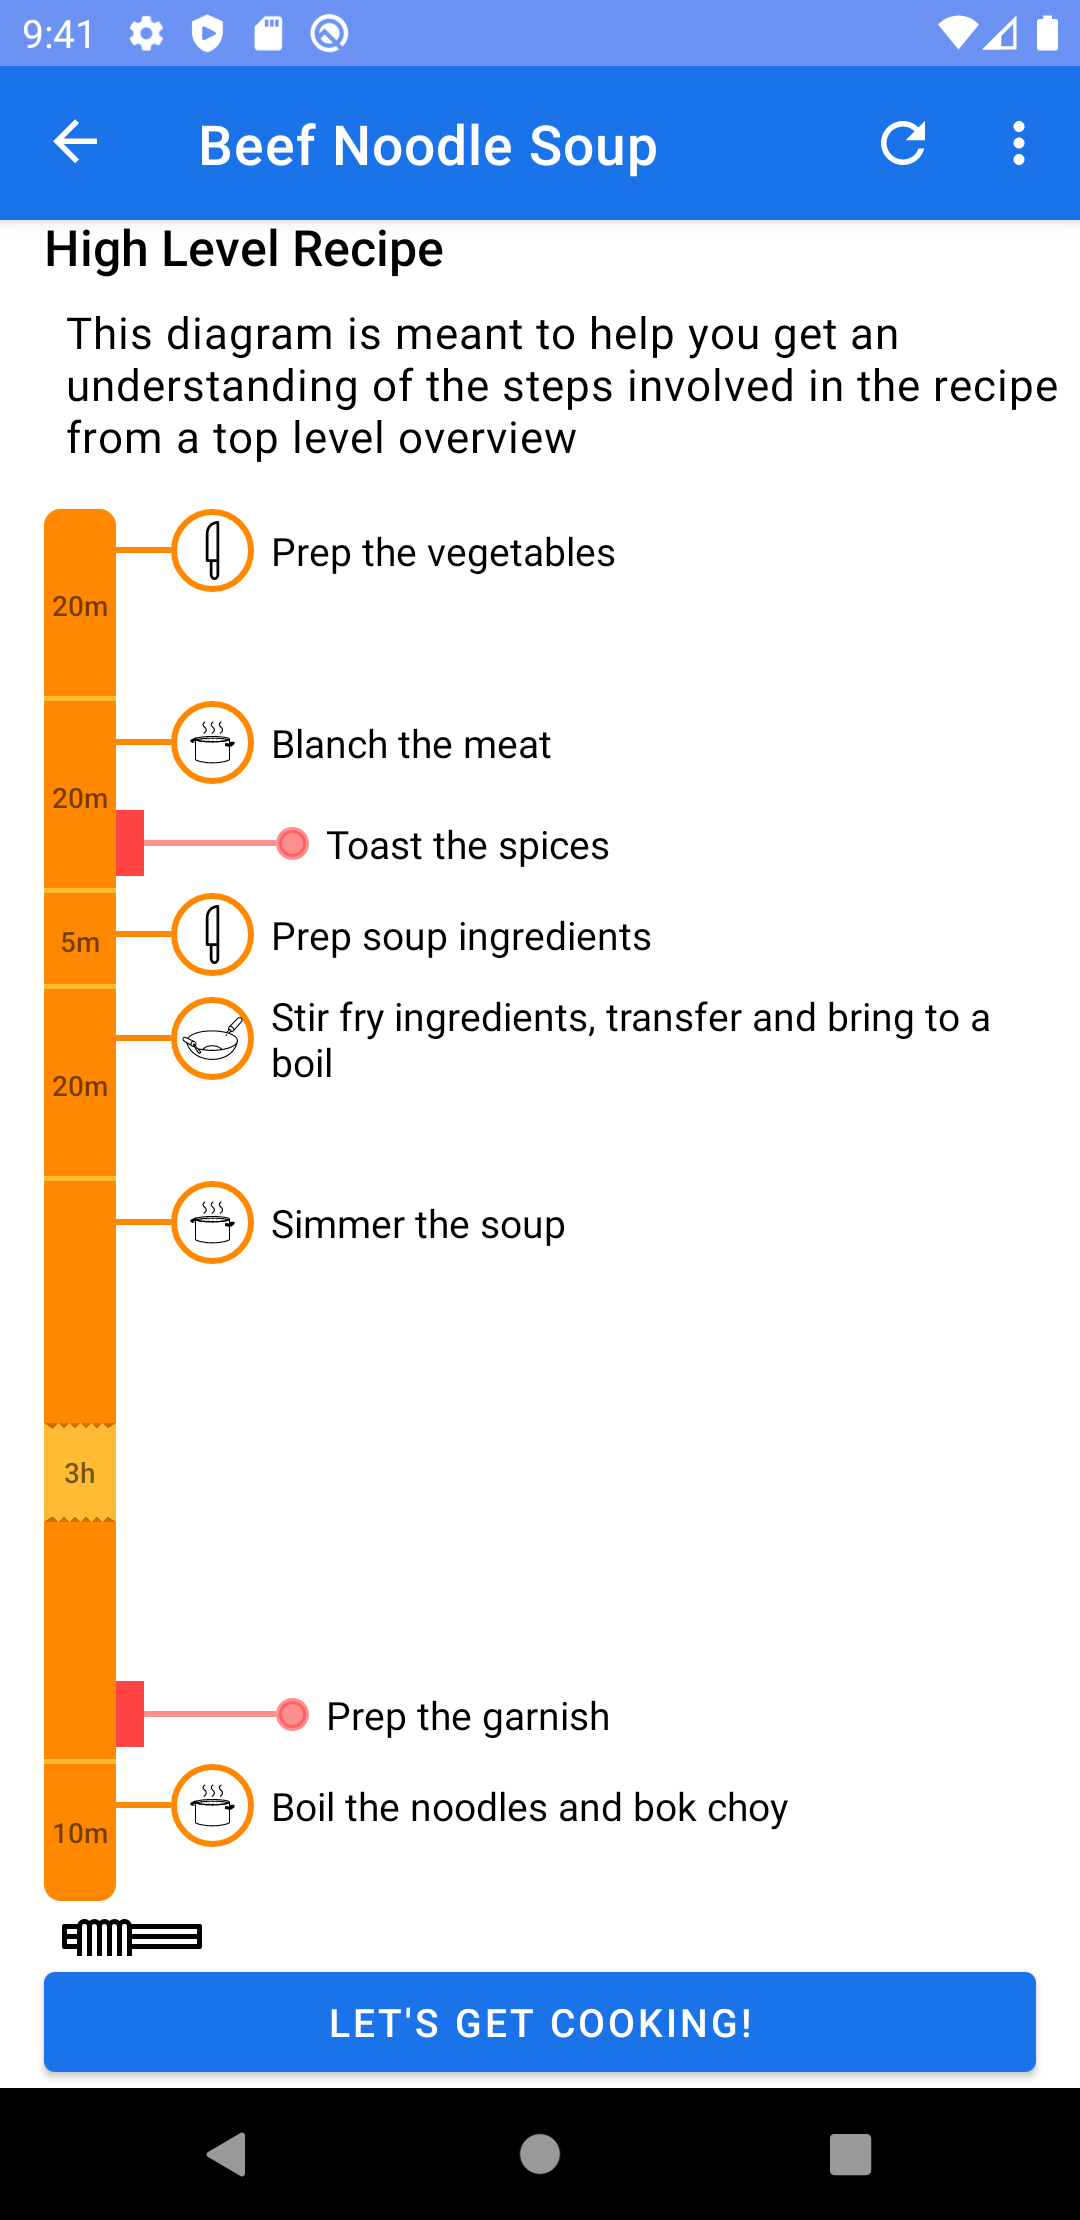 9:41
Beef Noodle Soup
High Level Recipe
This diagram is meant to help you get an
understanding of the steps involved in the recipe
from a top level overview
Prep the vegetables
20m
Blanch the meat
20m
Toast the spices
5m
Prep soup ingredients
Stir fry ingredients, transfer and bring to a
boil
20m
Simmer the soup
3h
Prep the garnish
Boil the noodles and bok choy
10m
LET'S GET COOKING!